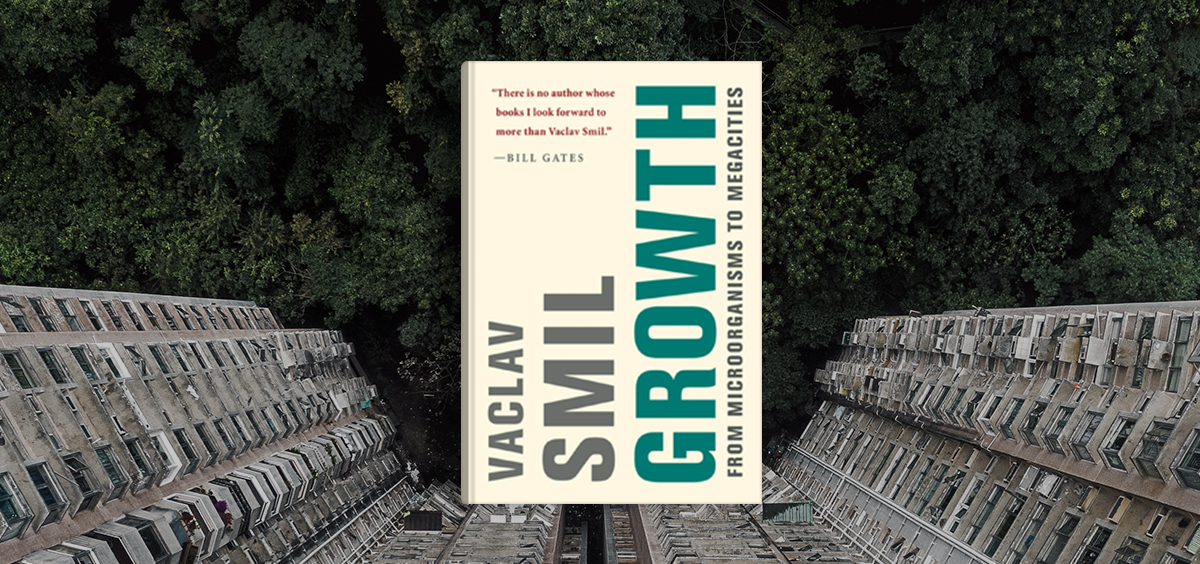 “There is no author whose
books I look forward to
more than Vaclav Smil.”
—BILL GATES
VACLAV
SMIL
GROWTH
FROM MICROORGANISMS TO MEGACITIES